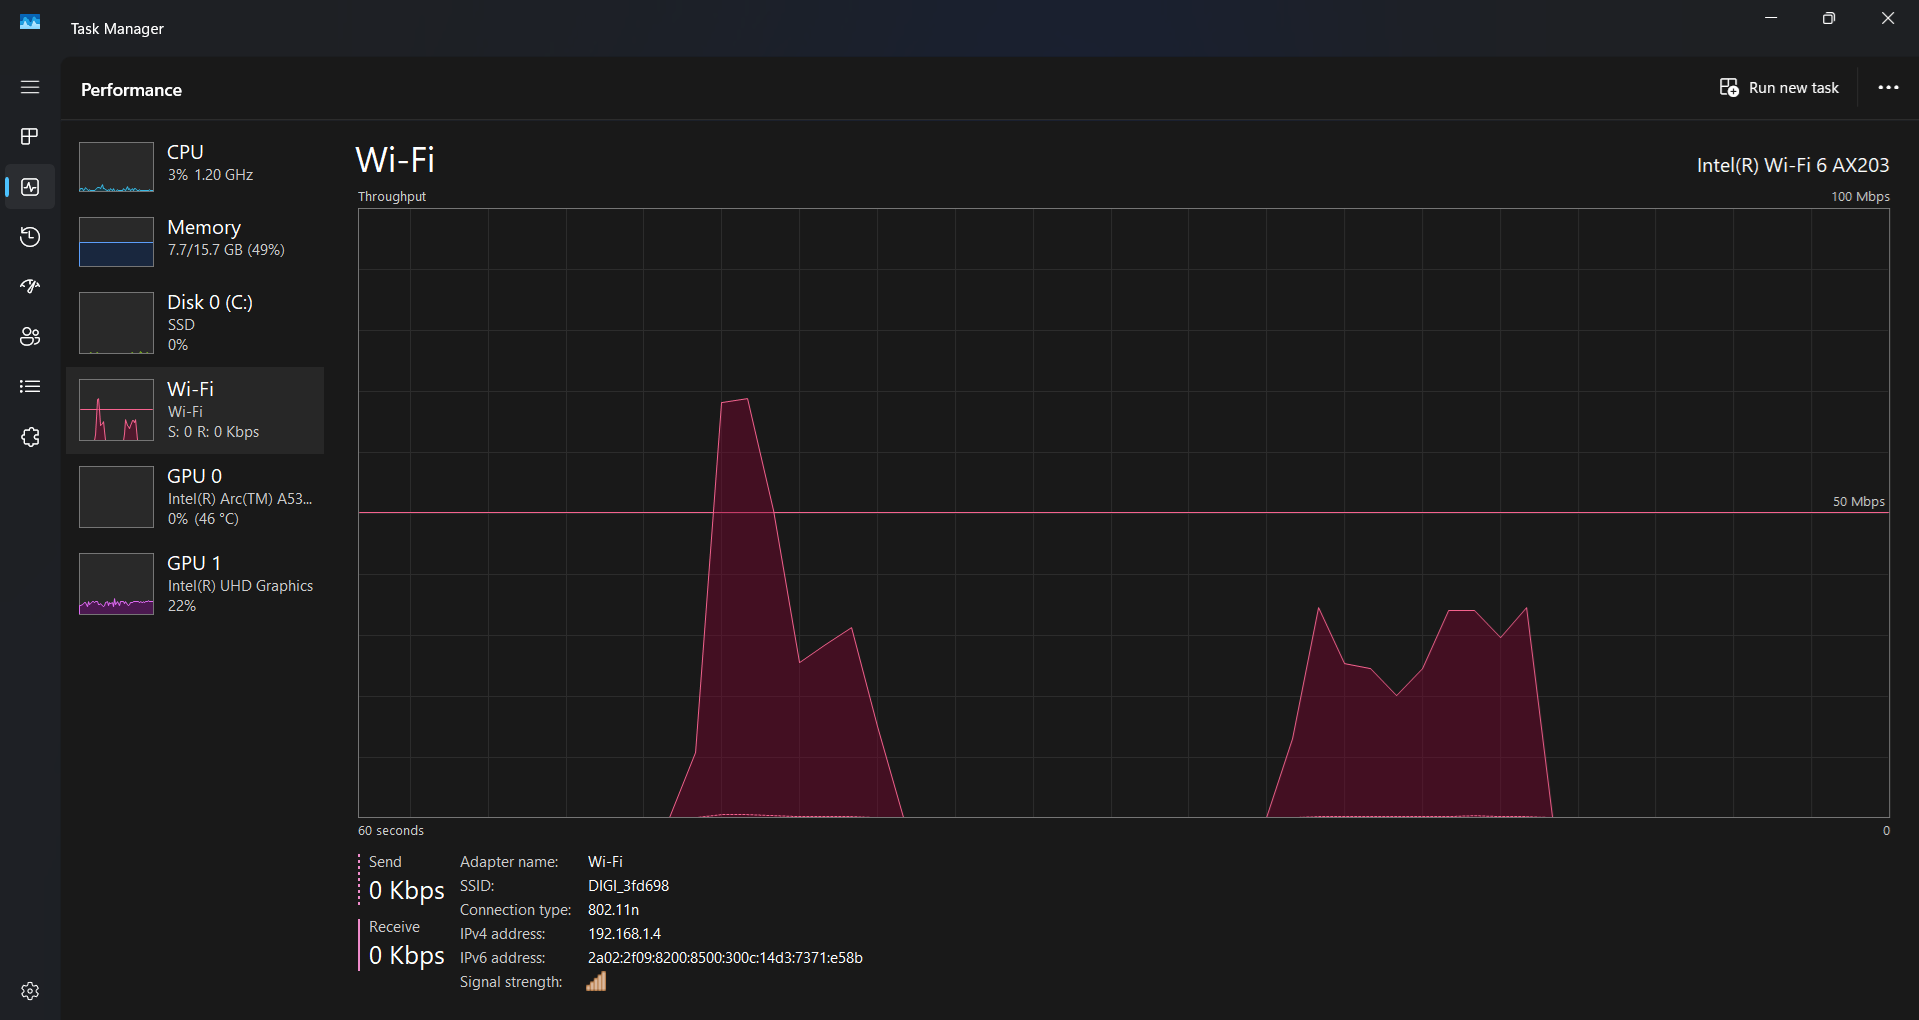 Task Manager
Performance
Run new task
CPU
3% 1.20 GHz
Memory
7.7/15.7 GB (49%)
Disk 0 (C:)
SSD
0%
Wi-Fi
Wi-Fi
S: 0 R: 0 Kbps
GPU 0
Intel(R) Arc(TM) A53...
0% (46 °C)
GPU 1
Intel(R) UHD Graphics
22%
Wi-Fi
Intel(R) Wi-Fi 6 AX203
Throughput
100 Mbps
50 Mbps
60 seconds
0
Send
0 Kbps
Receive
0 Kbps
Adapter name: Wi-Fi
SSID: DIGI_3fd698
Connection type: 802.11n
IPv4 address: 192.168.1.4
IPv6 address: 2a02:2f09:8200:8500:300c:14d3:7371:e58b
Signal strength: